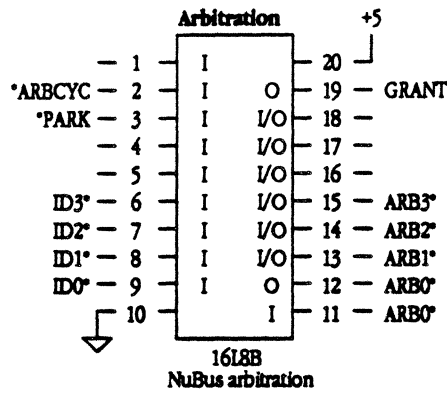 Arbitration
+5
1 I 20
*ARBCYC 2 I O 19 GRANT
*PARK 3 I I/O 18
4 I I/O 17
5 I I/O 16
ID3* 6 I I/O 15 ARB3*
ID2* 7 I I/O 14 ARB2*
ID1* 8 I I/O 13 ARB1*
ID0* 9 I O 12 ARB0*
10 I 11 ARB0*
16L8B
NuBus arbitration